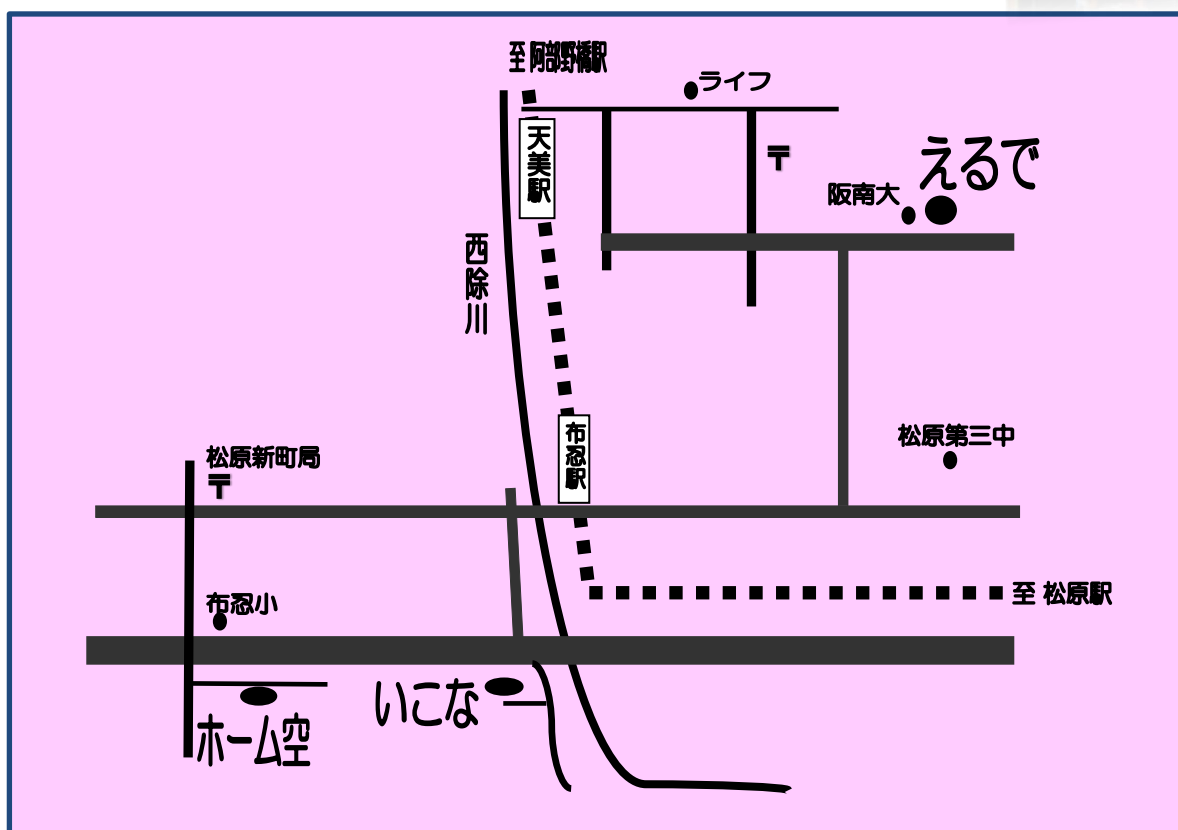 至 阿部野橋駅
ライフ
天美駅
〒
えるで
阪南大
西除川
布忍駅
松原第三中
松原新町局
〒
至 松原駅
布忍小
いこな
ホーム空